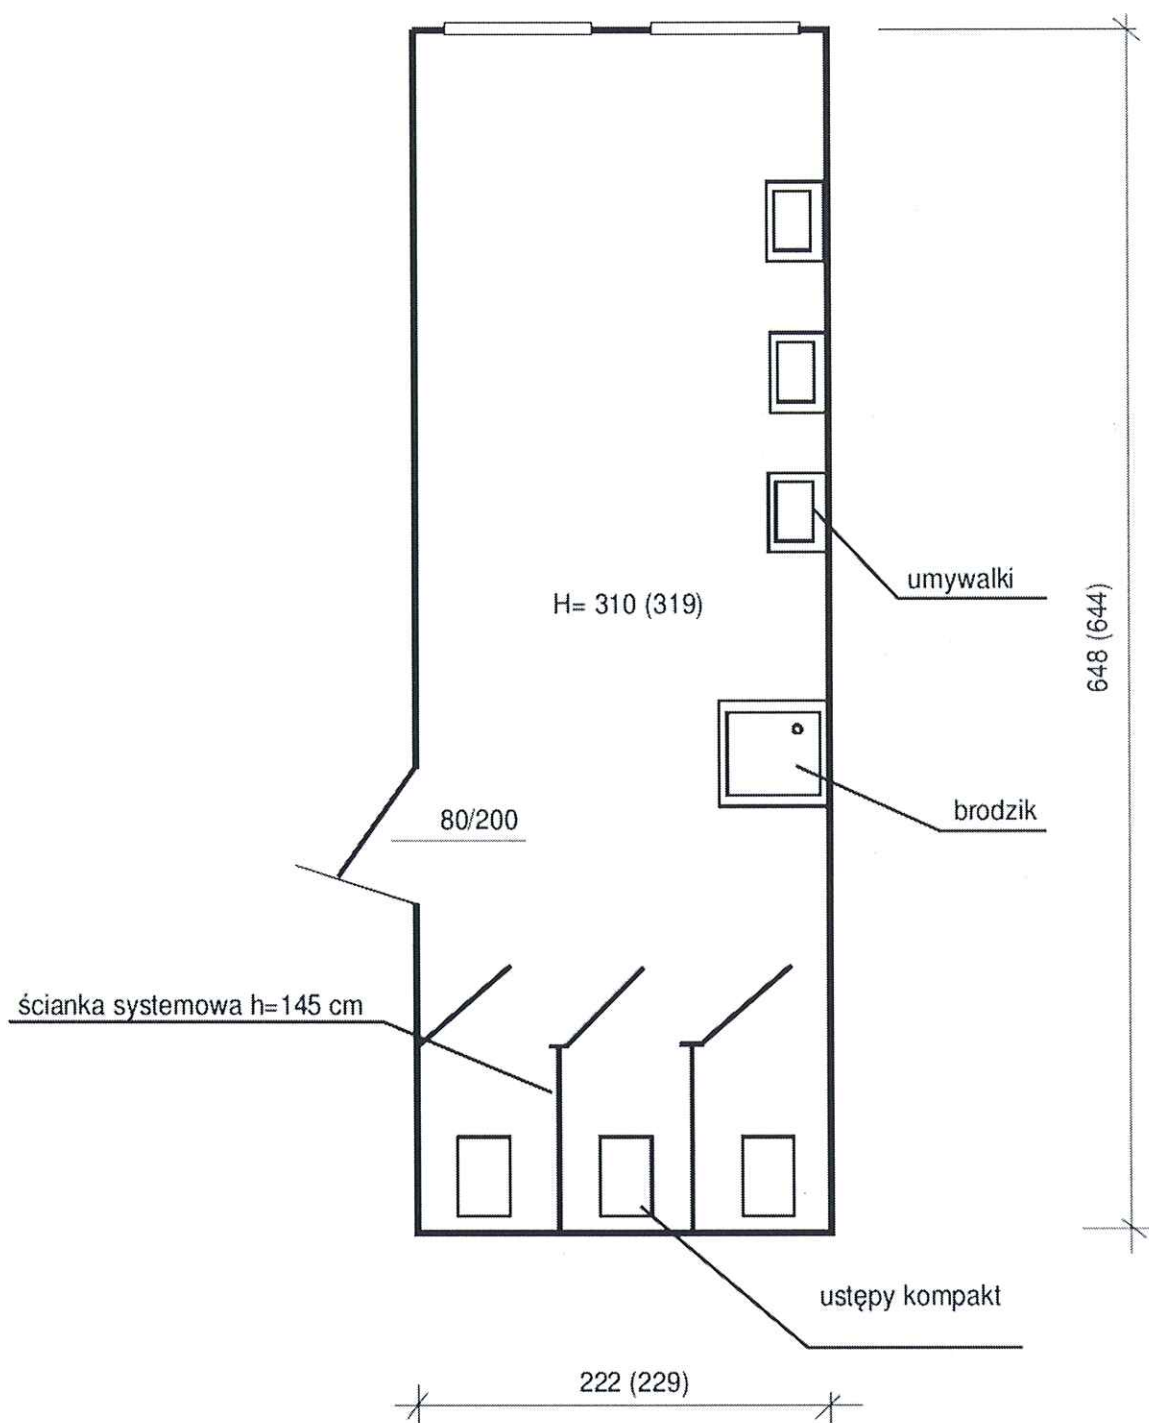 umywalki
H= 310 (319)
648 (644)
80/200
brodzik
ścianka systemowa h=145 cm
ustępy kompakt
222 (229)